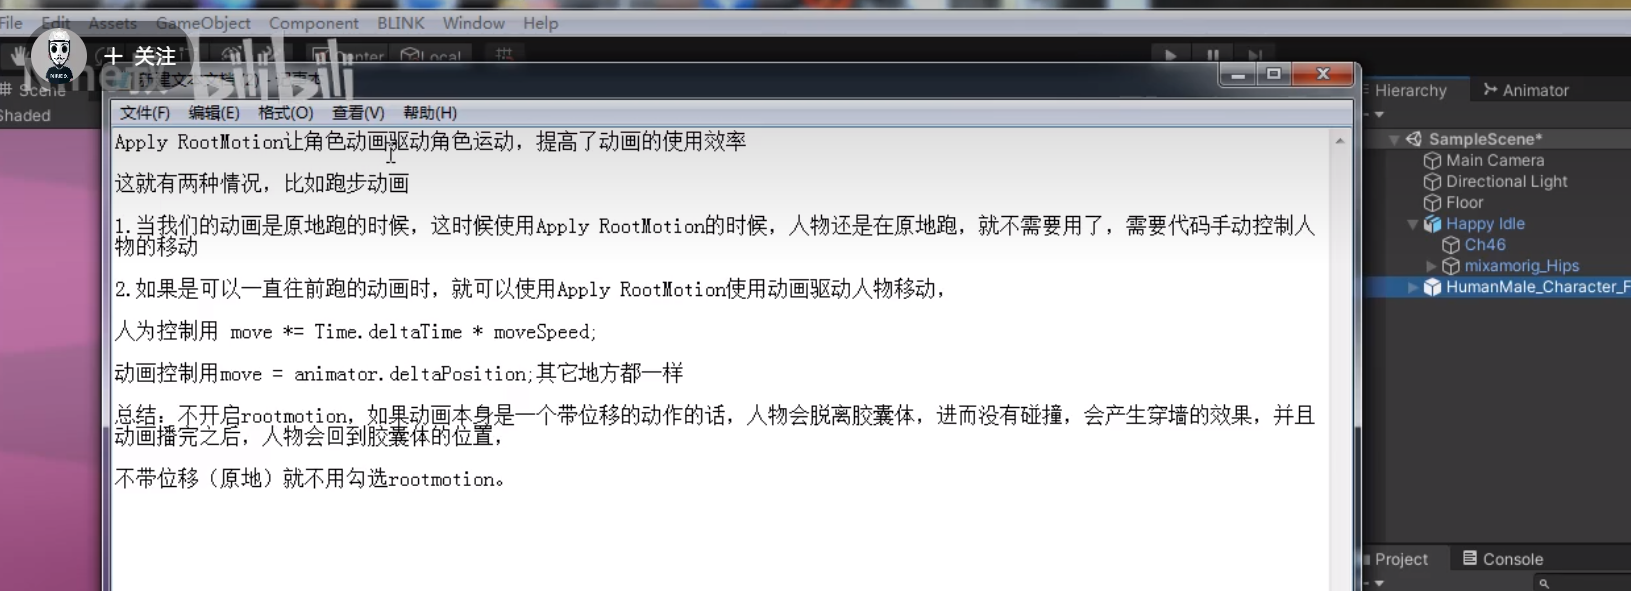 File Edit Assets GameObject Component BLINK Window Help
+ 关注
Center Local
bilibili
# Scene
Shaded
文件(F) 编辑(E) 格式(O) 查看(V) 帮助(H)
Apply RootMotion让角色动画驱动角色运动，提高了动画的使用效率
这就有两种情况，比如跑步动画
1.当我们的动画是原地跑的时候，这时候使用Apply RootMotion的时候，人物还是在原地跑，就不需要用了，需要代码手动控制人
物的移动
2.如果是可以一直往前跑的动画时，就可以使用Apply RootMotion使用动画驱动人物移动，
人为控制用 move *= Time.deltaTime * moveSpeed;
动画控制用move = animator.deltaPosition;其它地方都一样
总结：不开启rootmotion，如果动画本身是一个带位移的动作的话，人物会脱离胶囊体，进而没有碰撞，会产生穿墙的效果，并且
动画播完之后，人物会回到胶囊体的位置，
不带位移（原地）就不用勾选rootmotion。
Hierarchy Animator
SampleScene*
Main Camera
Directional Light
Floor
Happy Idle
Ch46
mixamorig_Hips
HumanMale_Character_F
Project Console